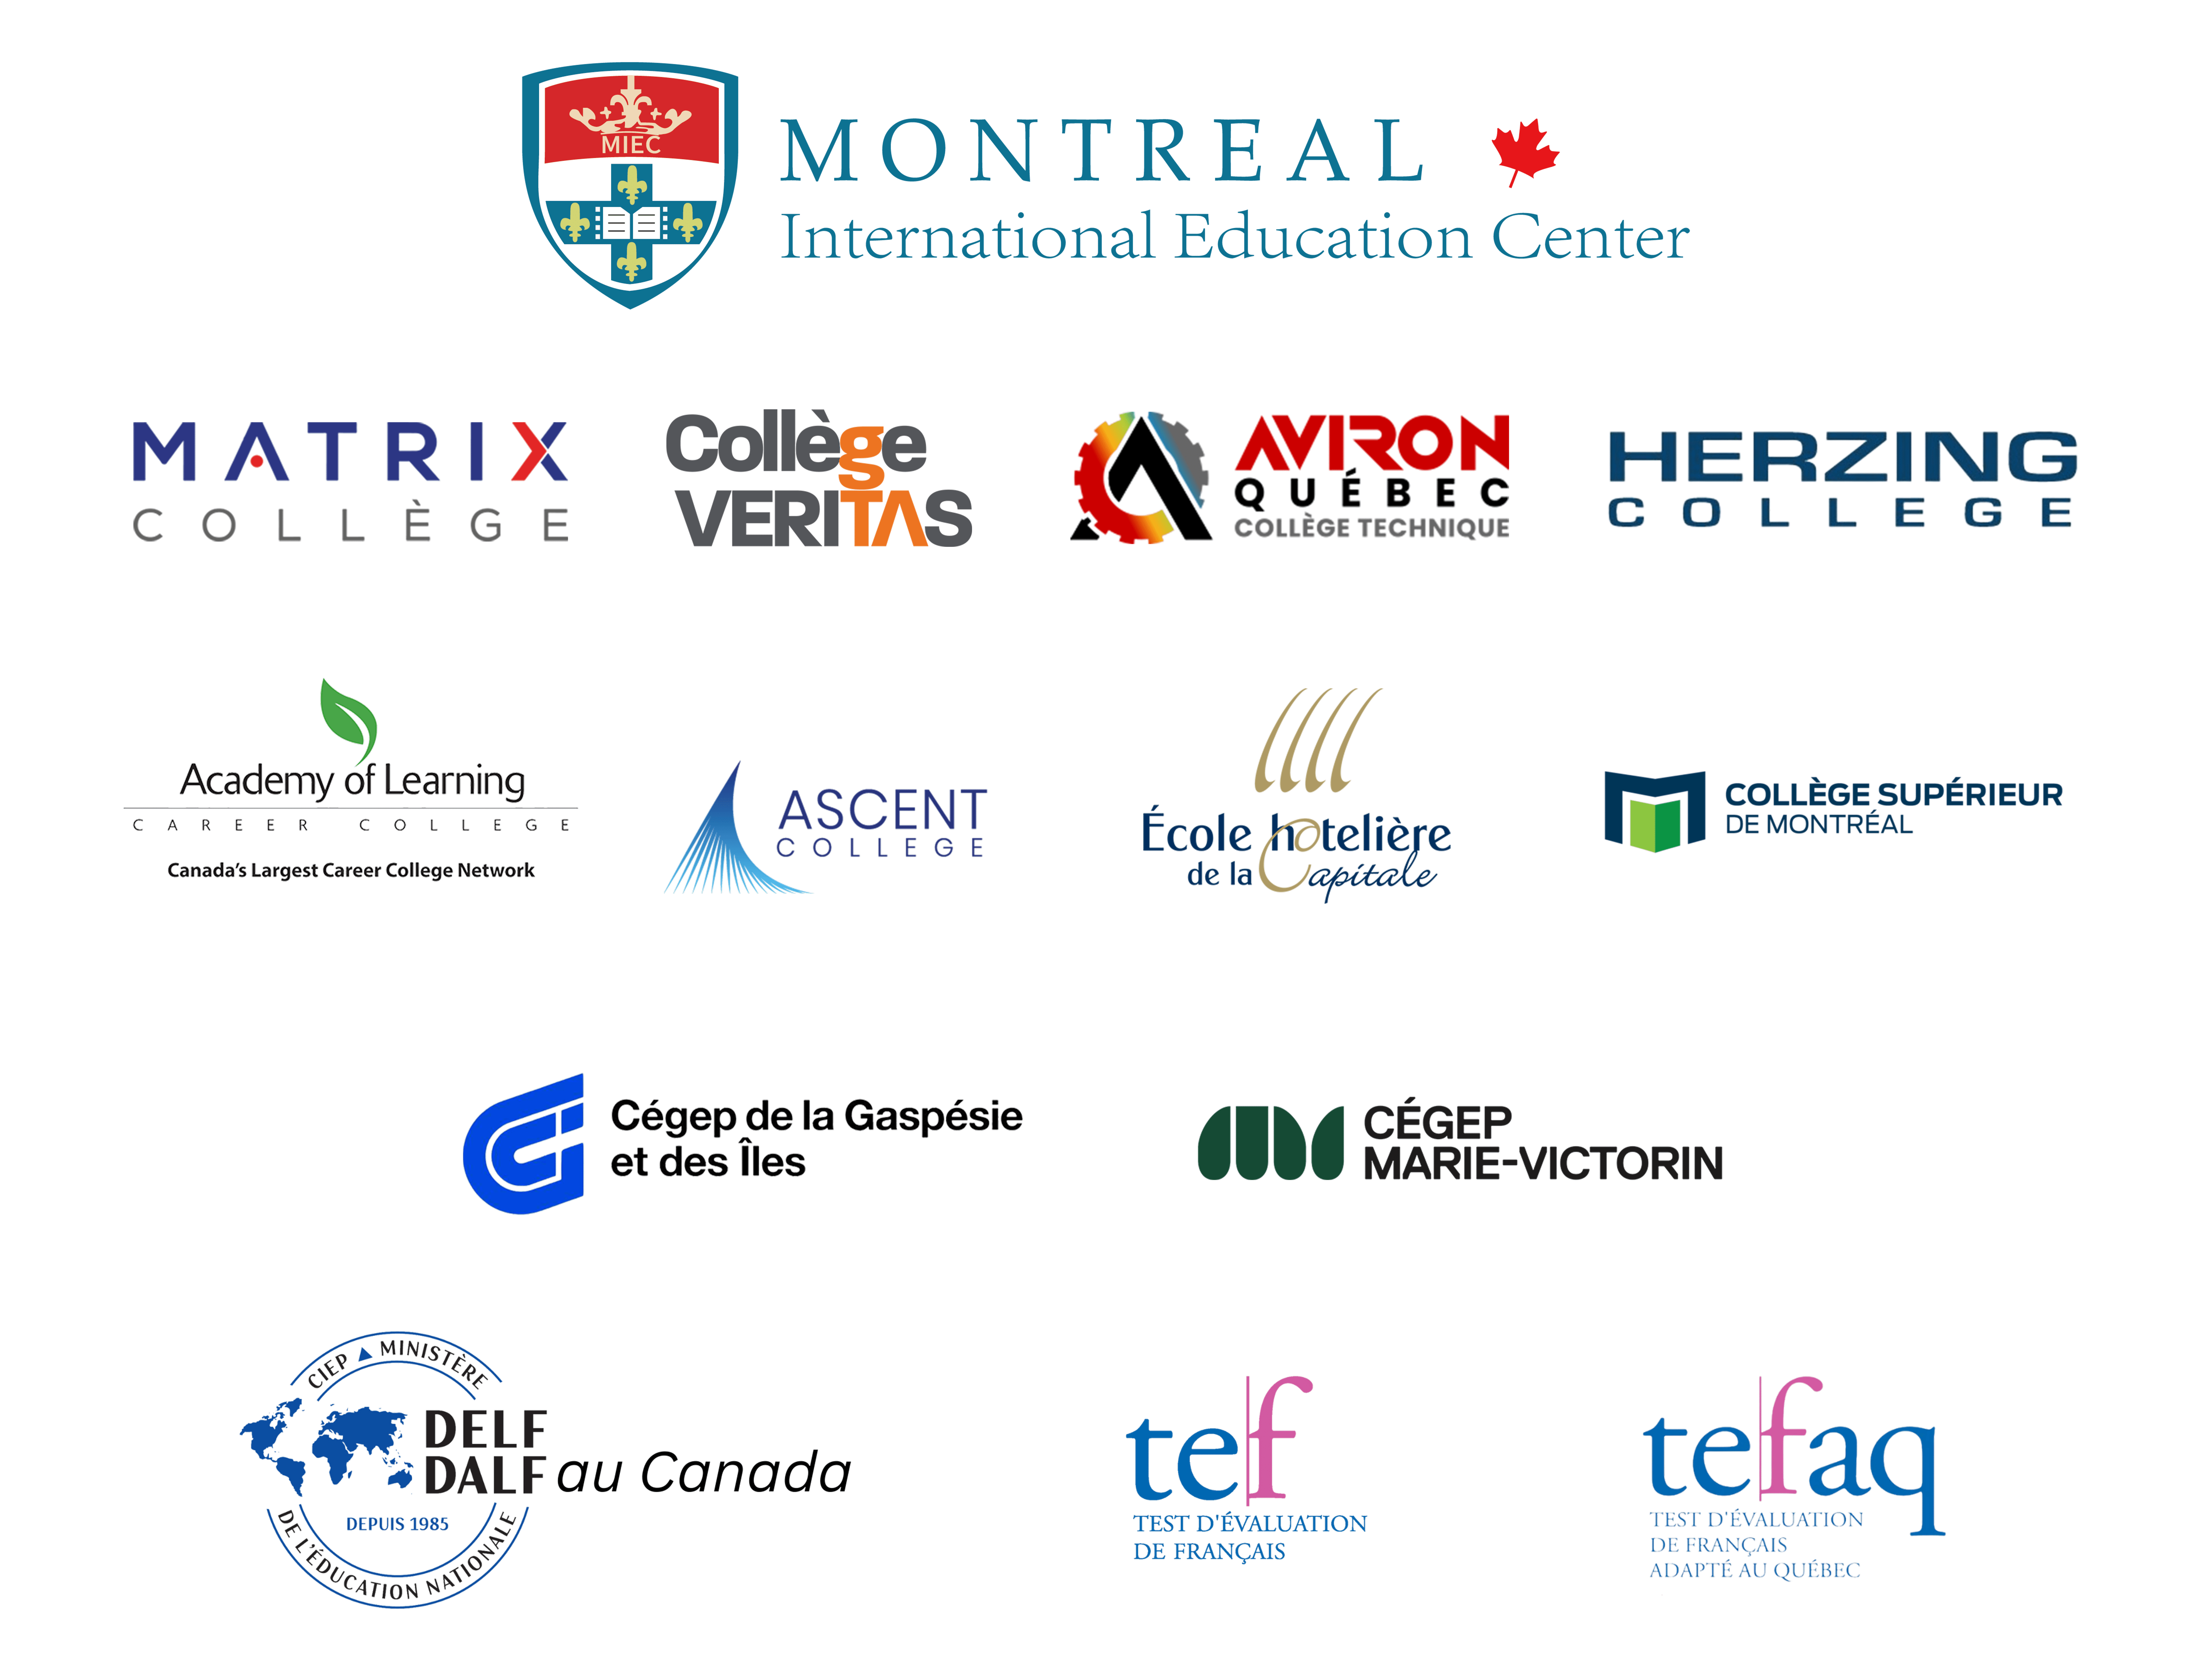 MIEC
MONTREAL
International Education Center
MATRIX
COLLÈGE
Collège
VERITAS
AVIRON
QUÉBEC
COLLÈGE TECHNIQUE
HERZING
COLLEGE
Academy of Learning
CAREER COLLEGE
Canada's Largest Career College Network
ASCENT
COLLEGE
École hotelière
de la Capitale
COLLÈGE SUPÉRIEUR
DE MONTRÉAL
Cégep de la Gaspésie
et des Îles
CÉGEP
MARIE-VICTORIN
CIEP MINISTÈRE
DELF
DALF au Canada
DEPUIS 1985
DE L'ÉDUCATION NATIONALE
tef
TEST D'ÉVALUATION
DE FRANÇAIS
tefaq
TEST D'ÉVALUATION
DE FRANÇAIS
ADAPTÉ AU QUÉBEC